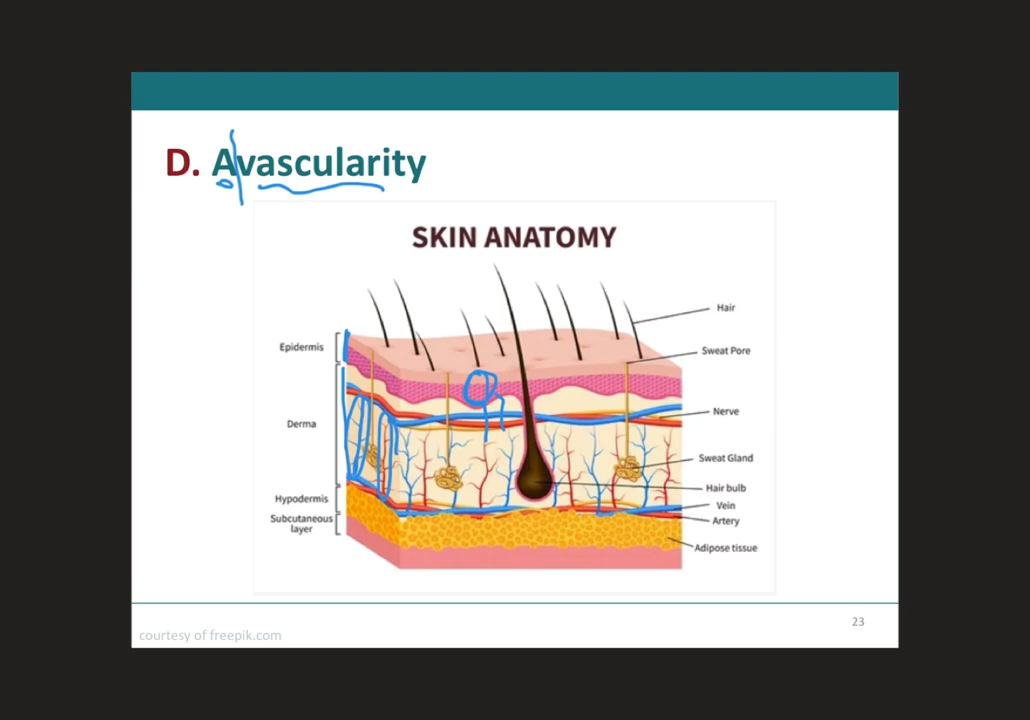 D. Avascularity
SKIN ANATOMY
Hair
Epidermis
Sweat Pore
Nerve
Derma
Sweat Gland
Hair bulb
Hypodermis
Vein
Subcutaneous
layer
Artery
Adipose tissue
23
courtesy of freepik.com